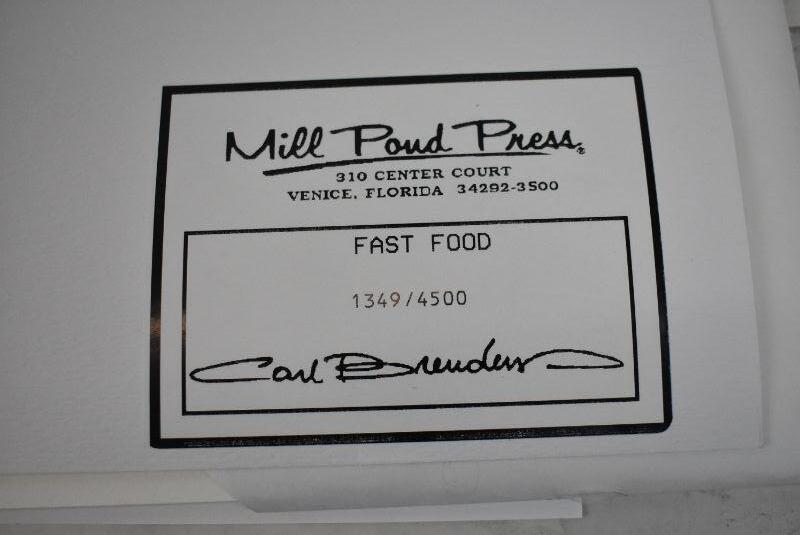 Mill Pond Press
310 CENTER COURT
VENICE, FLORIDA 34292-3500
FAST FOOD
1349/4500
Carl Brenders